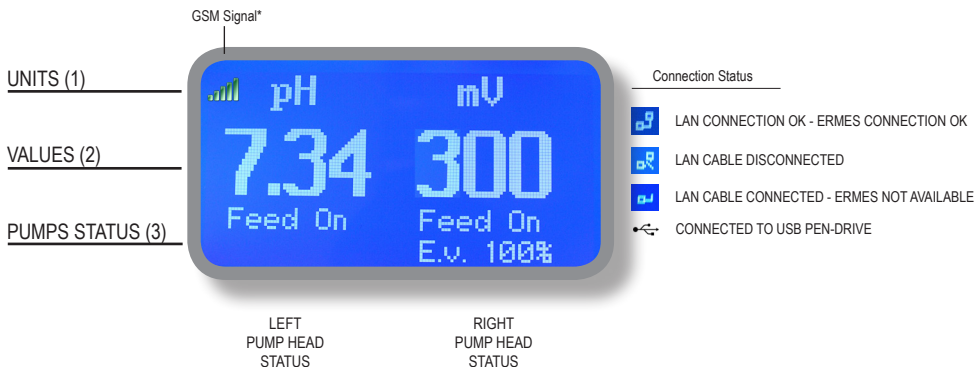 GSM Signal*
UNITS (1)
VALUES (2)
PUMPS STATUS (3)
pH mV
7.34 300
Feed On Feed On
E.v. 100%
LEFT
PUMP HEAD
STATUS
RIGHT
PUMP HEAD
STATUS
Connection Status
LAN CONNECTION OK - ERMES CONNECTION OK
LAN CABLE DISCONNECTED
LAN CABLE CONNECTED - ERMES NOT AVAILABLE
CONNECTED TO USB PEN-DRIVE